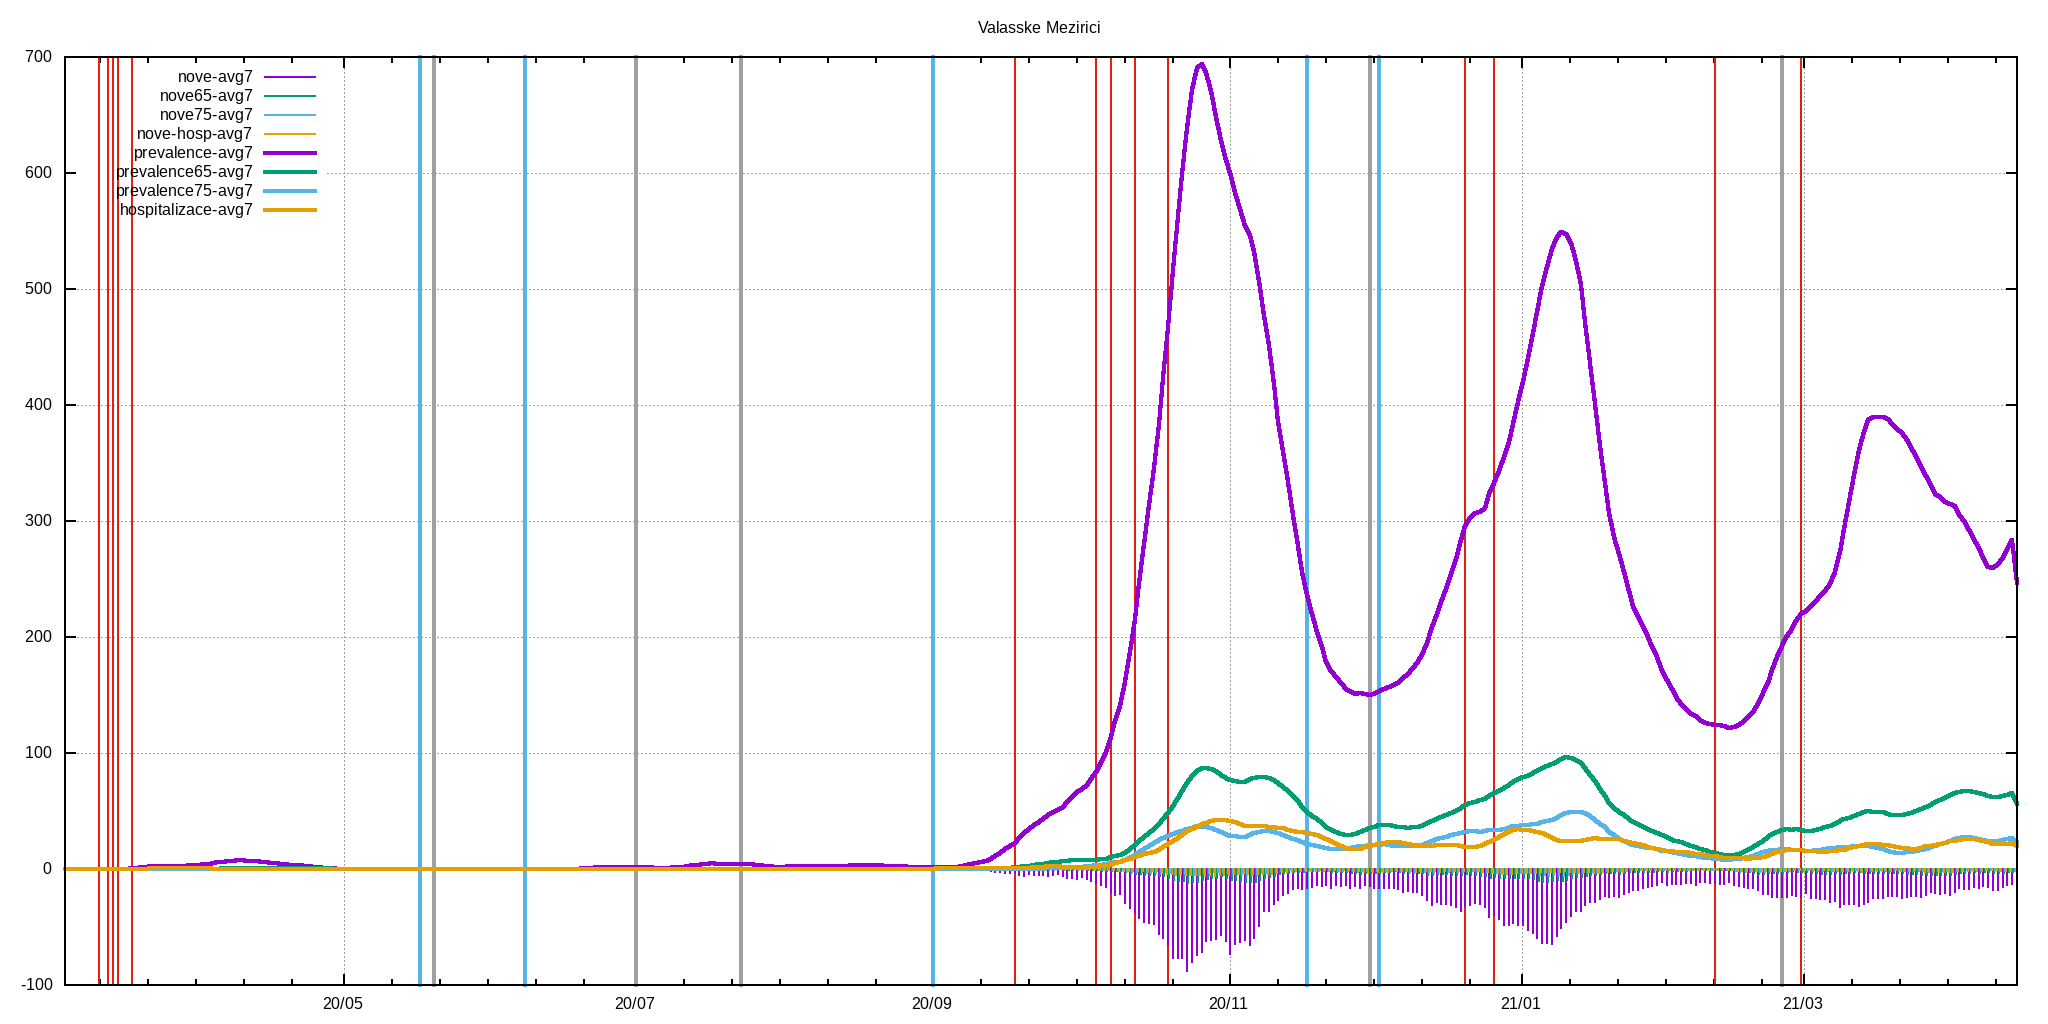 Valasske Mezirici
700
600
500
400
300
200
100
0
-100
nove-avg7
nove65-avg7
nove75-avg7
nove-hosp-avg7
prevalence-avg7
prevalence65-avg7
prevalence75-avg7
hospitalizace-avg7
20/05 20/07 20/09 20/11 21/01 21/03